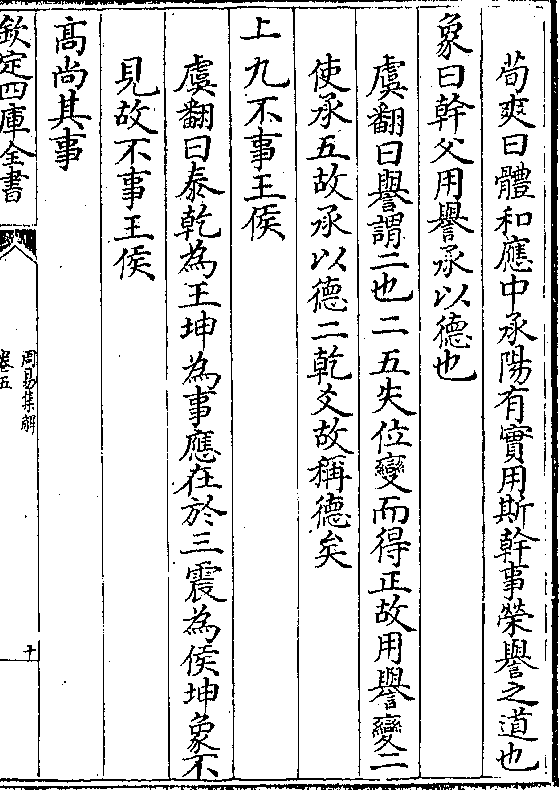 荀爽曰體和應中承陽有實用斯幹事榮譽之道也
象曰幹父用譽承以德也
虞翻曰譽謂二也二五失位變而得正故用譽變二
使承五故承以德二乾爻故稱德矣
上九不事王侯
虞翻曰泰乾為王坤為事應在於三震為侯坤象不
見故不事王侯
髙尚其事
欽定四庫全書
周易集解
卷五
十